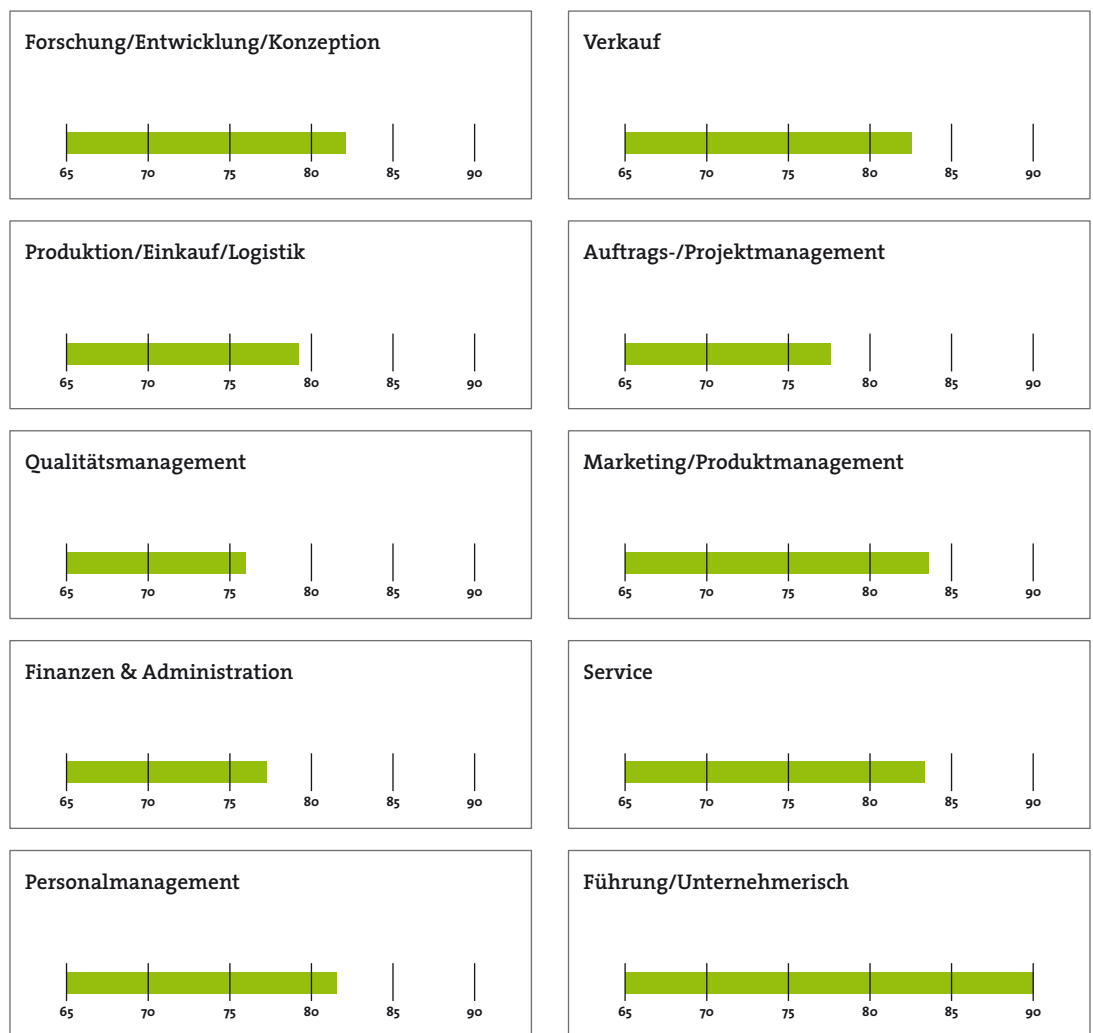 Forschung/Entwicklung/Konzeption
65 70 75 80 85 90
Verkauf
65 70 75 80 85 90
Produktion/Einkauf/Logistik
65 70 75 80 85 90
Auftrags-/Projektmanagement
65 70 75 80 85 90
Qualitätsmanagement
65 70 75 80 85 90
Marketing/Produktmanagement
65 70 75 80 85 90
Finanzen & Administration
65 70 75 80 85 90
Service
65 70 75 80 85 90
Personalmanagement
65 70 75 80 85 90
Führung/Unternehmerisch
65 70 75 80 85 90